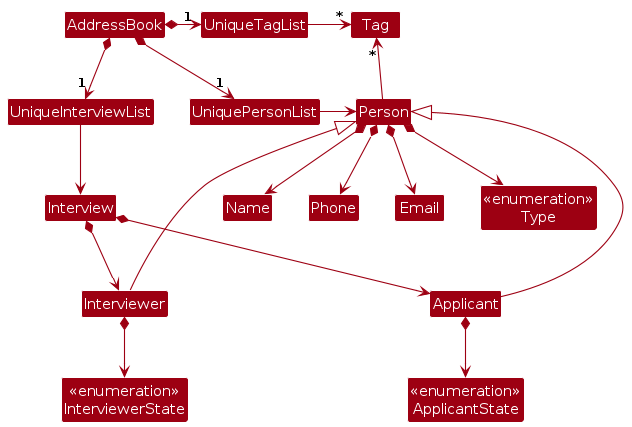 AddressBook
1
UniqueTagList
*
Tag
*
1
1
UniqueInterviewList
UniquePersonList
Person
Interview
Name
Phone
Email
«enumeration»
Type
Interviewer
Applicant
«enumeration»
InterviewerState
«enumeration»
ApplicantState